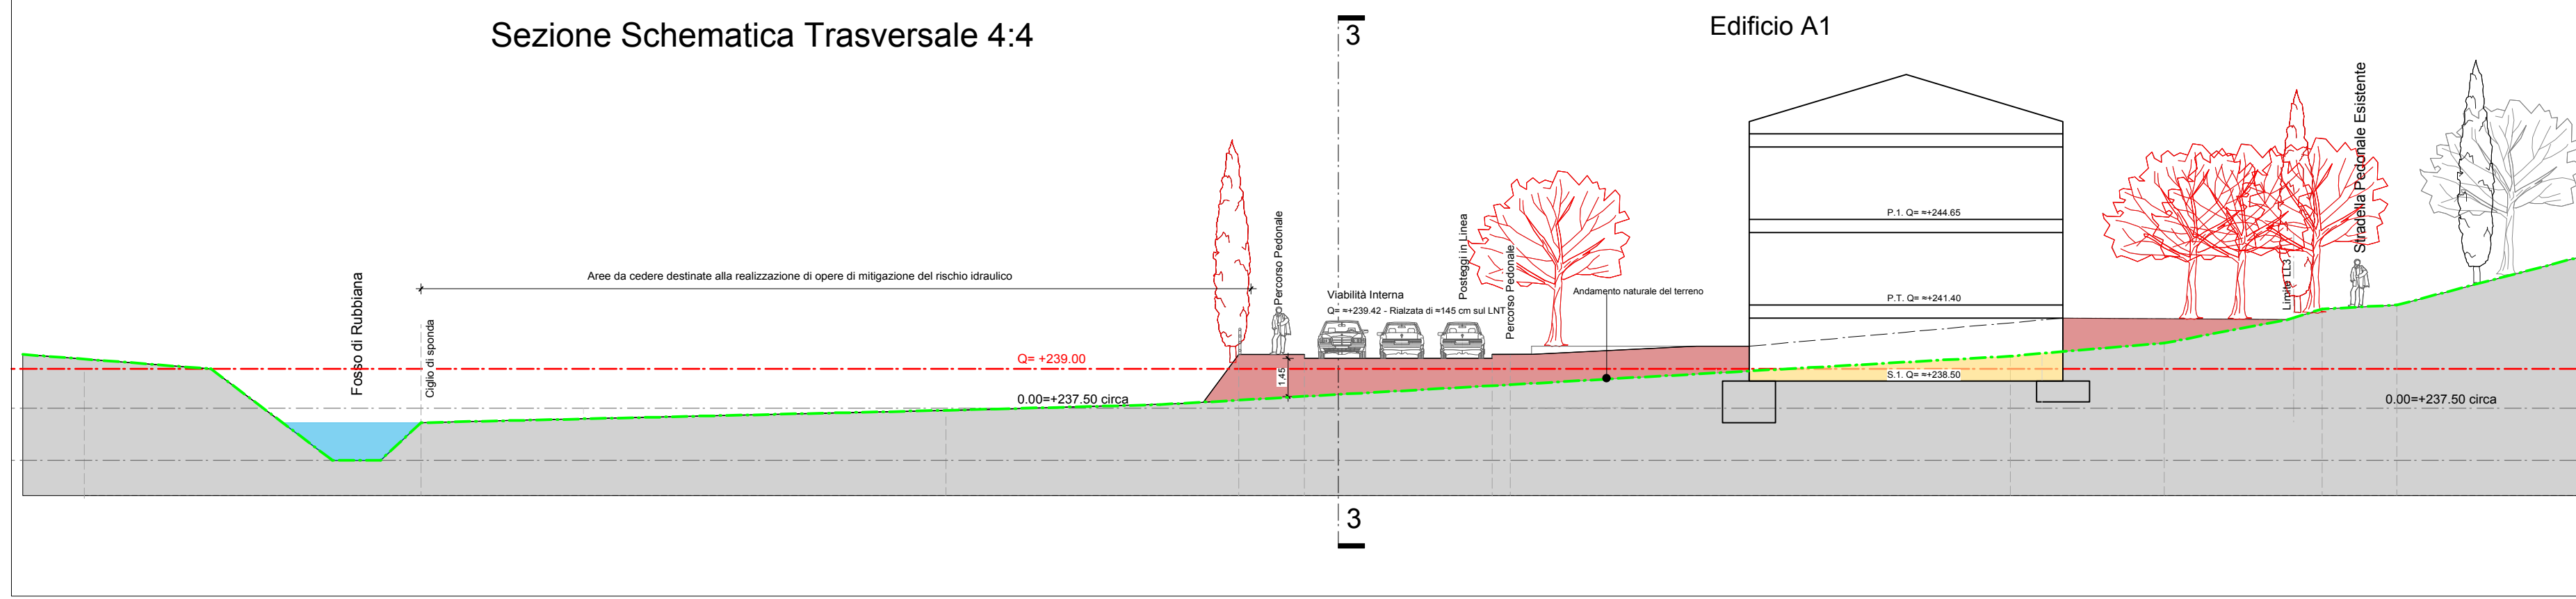 Sezione Schematica Trasversale 4:4
3
Edificio A1
Stradella Pedonale Esistente
P.1. Q= ≈+244.65
Percorso Pedonale
Posteggi in Linea
Percorso Pedonale
Fosso di Rubbiana
Aree da cedere destinate alla realizzazione di opere di mitigazione del rischio idraulico
Limite LL3
Viabilità Interna
Q= ≈+239.42 - Rialzata di ≈145 cm sul LNT
Andamento naturale del terreno
P.T. Q= ≈+241.40
Ciglio di sponda
Q= +239.00
1,45
S.1. Q= ≈+238.50
0.00=+237.50 circa
0.00=+237.50 circa
3